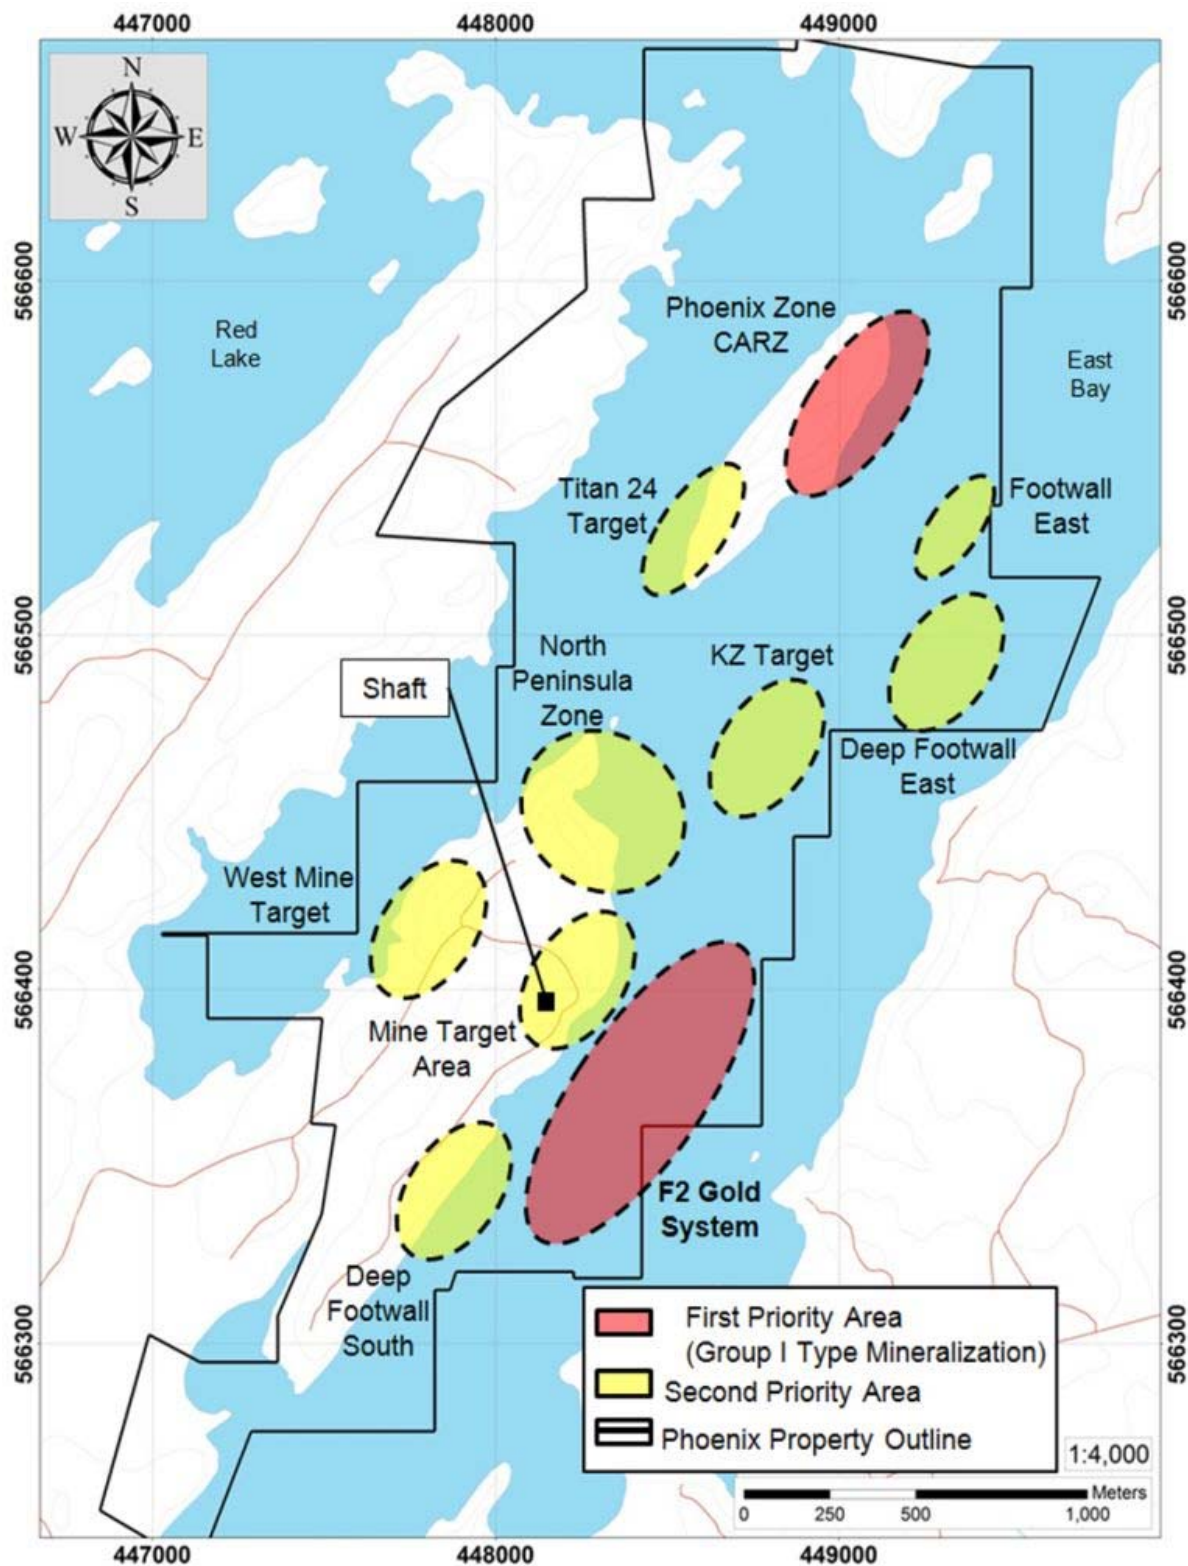 447000 448000 449000
N
W E
S
566600 566600
Phoenix Zone
CARZ
Red
Lake
East
Bay
Titan 24
Target
Footwall
East
566500 566500
North
Peninsula
Zone
KZ Target
Shaft
Deep Footwall
East
West Mine
Target
566400 566400
Mine Target
Area
F2 Gold
System
Deep
Footwall
South
566300 566300
First Priority Area
(Group I Type Mineralization)
Second Priority Area
Phoenix Property Outline
1:4,000
Meters
0 250 500 1,000
447000 448000 449000